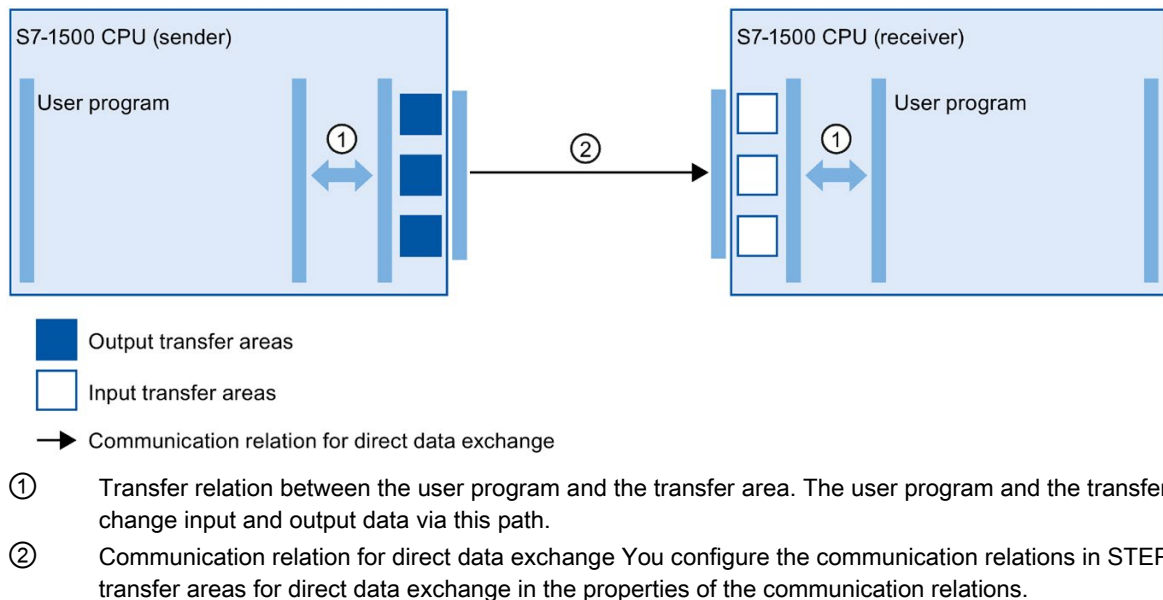 S7-1500 CPU (sender)
S7-1500 CPU (receiver)
User program
①
②
①
User program
Output transfer areas
Input transfer areas
Communication relation for direct data exchange
① Transfer relation between the user program and the transfer area. The user program and the transfer
change input and output data via this path.
② Communication relation for direct data exchange You configure the communication relations in STEP
transfer areas for direct data exchange in the properties of the communication relations.